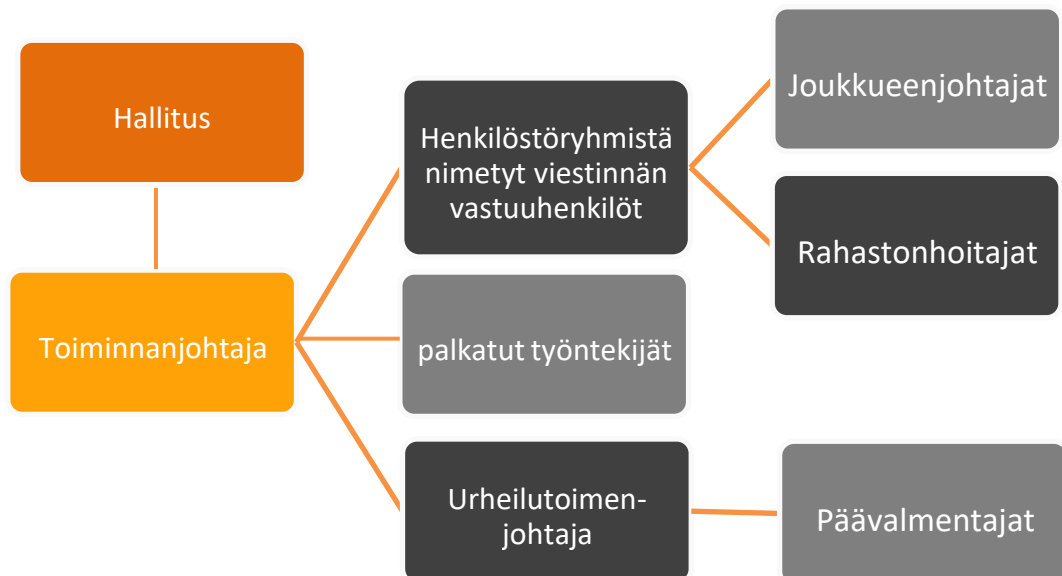 Hallitus
Toiminnanjohtaja
Henkilöstöryhmistä
nimetyt viestinnän
vastuuhenkilöt
palkatut työntekijät
Urheilutoimen-
johtaja
Joukkueenjohtajat
Rahastonhoitajat
Päävalmentajat